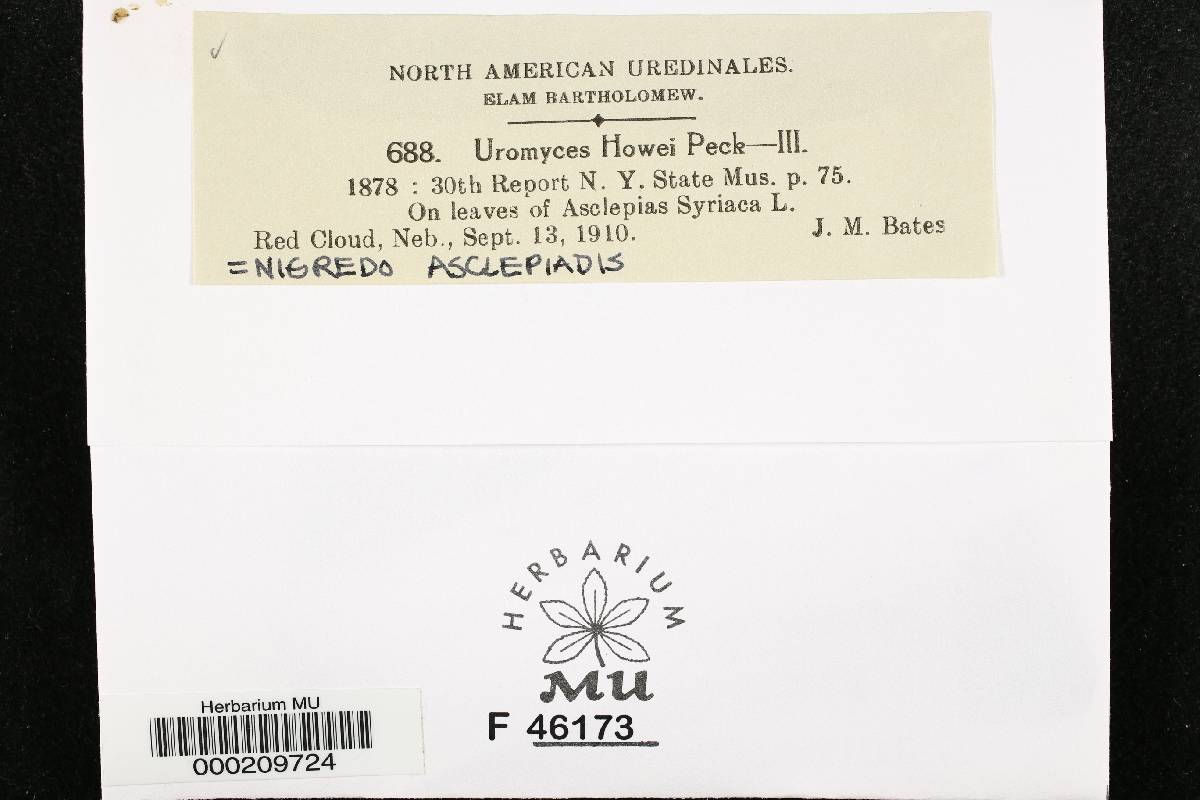 NORTH AMERICAN UREDINALES.
ELAM BARTHOLOMEW.
688. Uromyces Howei Peck—III.
1878 : 30th Report N. Y. State Mus. p. 75.
On leaves of Asclepias Syriaca L.
Red Cloud, Neb., Sept. 13, 1910. J. M. Bates
=NIGREDO ASCLEPIADIS
HERBARIUM
MU
F 46173
Herbarium MU
000209724